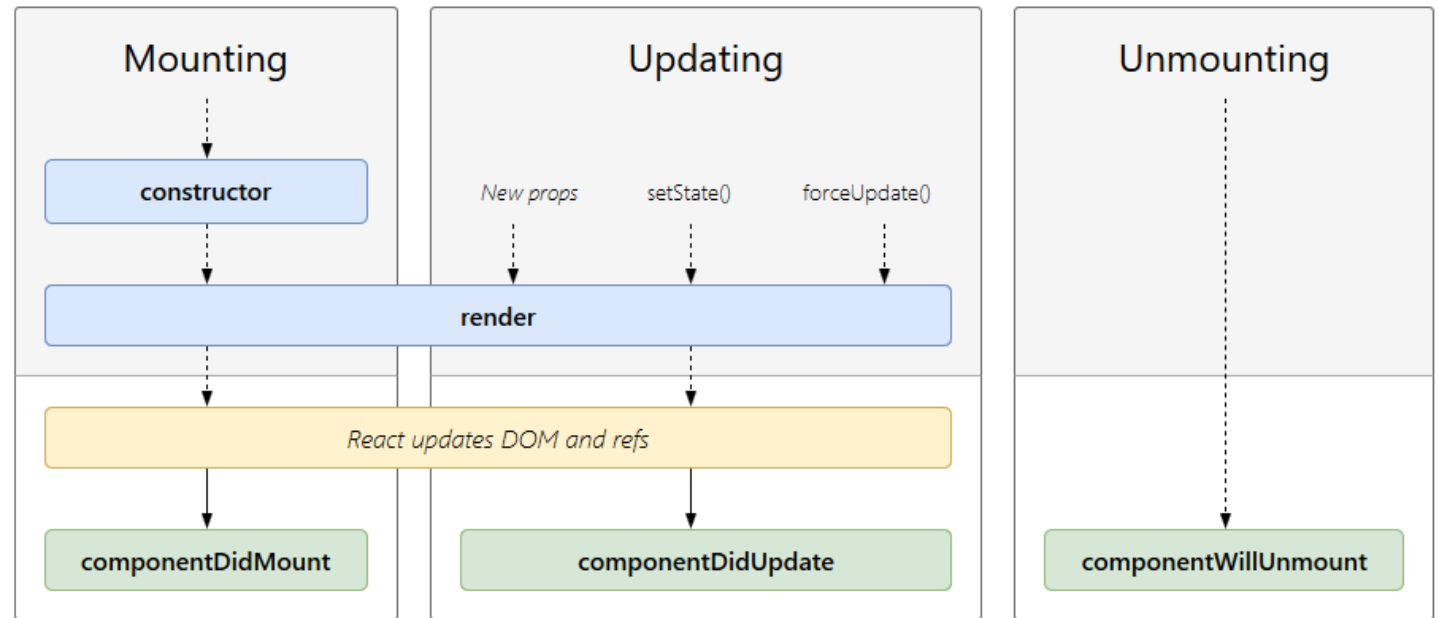 Mounting
Updating
Unmounting
constructor
New props
setState()
forceUpdate()
render
React updates DOM and refs
componentDidMount
componentDidUpdate
componentWillUnmount